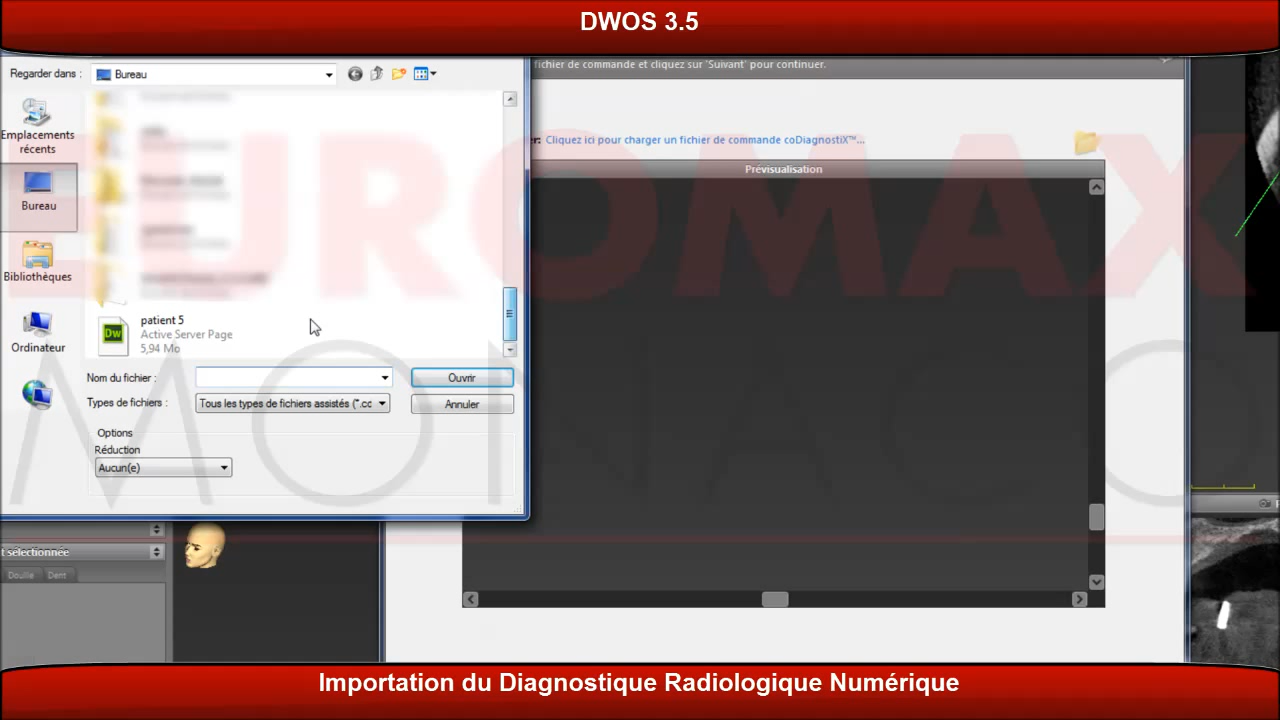 DWOS 3.5
Regarder dans :
Bureau
fichier de commande et cliquez sur 'Suivant' pour continuer.
Emplacements
récents
Bureau
Bibliothèques
Ordinateur
er: Cliquez ici pour charger un fichier de commande coDiagnostiX™...
Prévisualisation
EUROMAX
MONACO
patient 5
Active Server Page
5,94 Mo
Nom du fichier :
Ouvrir
Types de fichiers :
Tous les types de fichiers assistés (*.cc
Annuler
Options
Réduction
Aucun(e)
t sélectionnée
Douille Dent
Importation du Diagnostique Radiologique Numérique